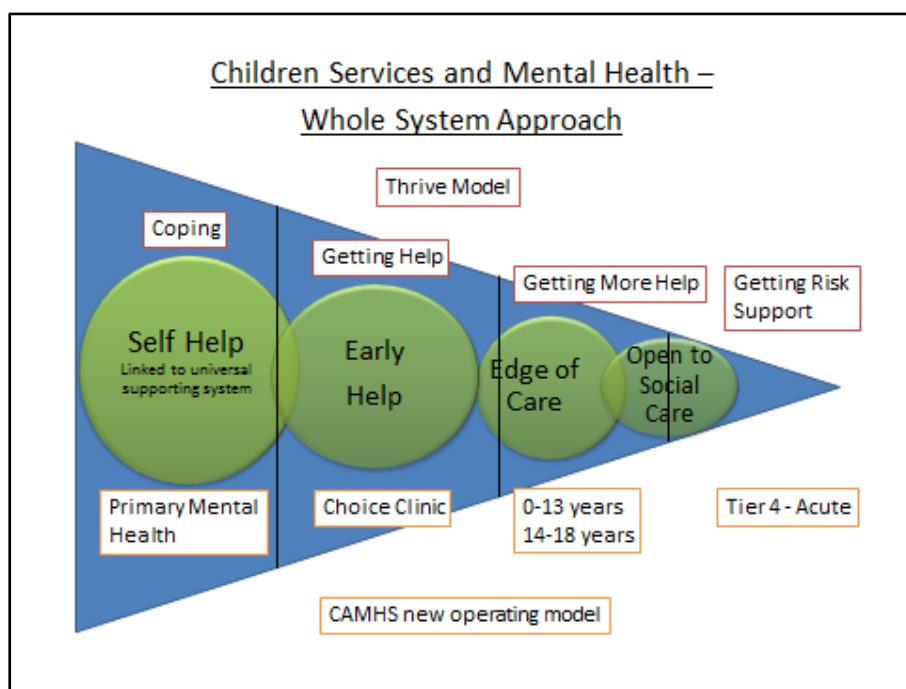 Children Services and Mental Health –
Whole System Approach
Thrive Model
Coping
Getting Help
Getting More Help
Getting Risk
Support
Self Help
Linked to universal
supporting system
Early
Help
Edge of
Care
Open to
Social
Care
Primary Mental
Health
Choice Clinic
0-13 years
14-18 years
Tier 4 - Acute
CAMHS new operating model